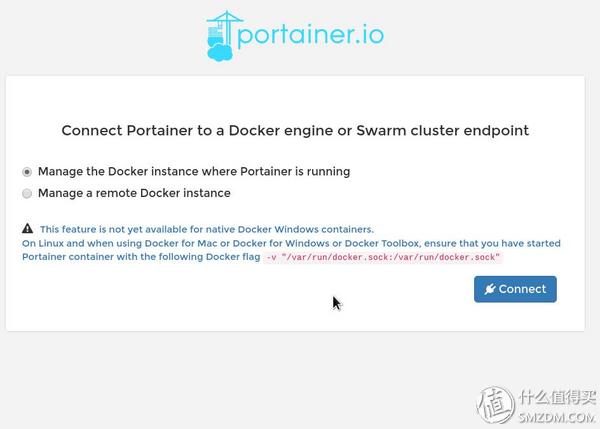 portainer.io
Connect Portainer to a Docker engine or Swarm cluster endpoint
Manage the Docker instance where Portainer is running
Manage a remote Docker instance
This feature is not yet available for native Docker Windows containers.
On Linux and when using Docker for Mac or Docker for Windows or Docker Toolbox, ensure that you have started
Portainer container with the following Docker flag -v "/var/run/docker.sock:/var/run/docker.sock"
Connect
值 什么值得买
SMZDM.COM